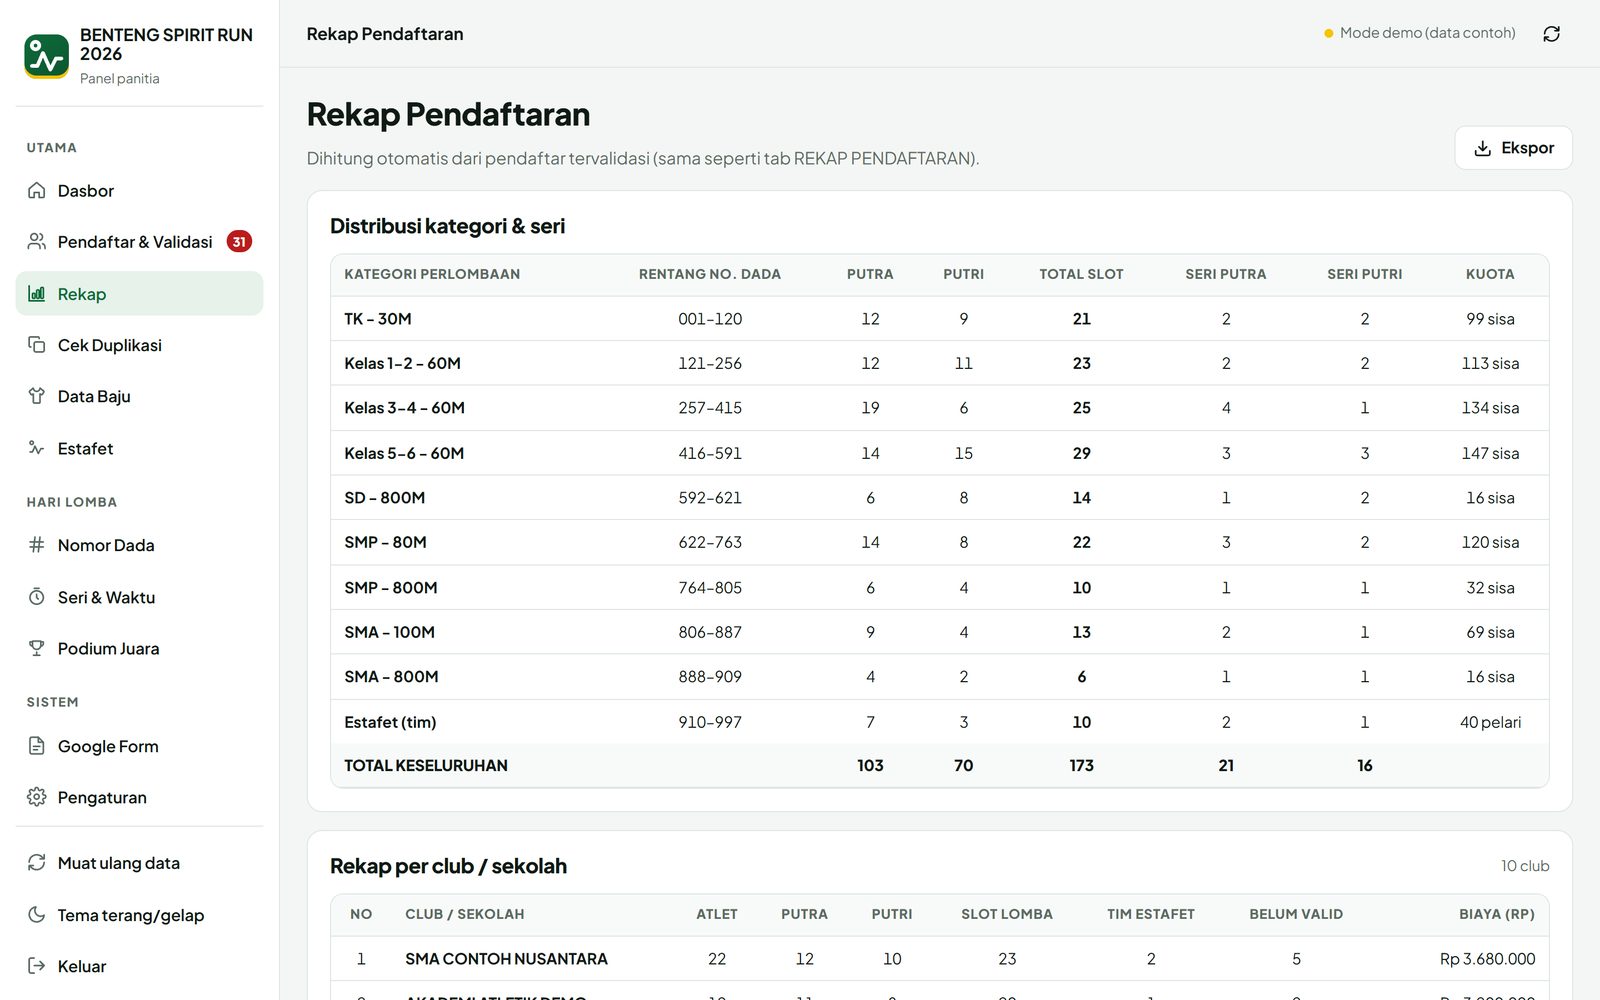 BENTENG SPIRIT RUN
2026
Panel panitia
UTAMA
Dasbor
Pendaftar & Validasi 31
Rekap
Cek Duplikasi
Data Baju
Estafet
HARI LOMBA
Nomor Dada
Seri & Waktu
Podium Juara
SISTEM
Google Form
Pengaturan
Muat ulang data
Tema terang/gelap
Keluar
Rekap Pendaftaran
Mode demo (data contoh)
Rekap Pendaftaran
Dihitung otomatis dari pendaftar tervalidasi (sama seperti tab REKAP PENDAFTARAN).
Ekspor
Distribusi kategori & seri
KATEGORI PERLOMBAAN RENTANG NO. DADA PUTRA PUTRI TOTAL SLOT SERI PUTRA SERI PUTRI KUOTA
TK – 30M 001–120 12 9 21 2 2 99 sisa
Kelas 1–2 – 60M 121–256 12 11 23 2 2 113 sisa
Kelas 3–4 – 60M 257–415 19 6 25 4 1 134 sisa
Kelas 5–6 – 60M 416–591 14 15 29 3 3 147 sisa
SD – 800M 592–621 6 8 14 1 2 16 sisa
SMP – 80M 622–763 14 8 22 3 2 120 sisa
SMP – 800M 764–805 6 4 10 1 1 32 sisa
SMA – 100M 806–887 9 4 13 2 1 69 sisa
SMA – 800M 888–909 4 2 6 1 1 16 sisa
Estafet (tim) 910–997 7 3 10 2 1 40 pelari
TOTAL KESELURUHAN 103 70 173 21 16
Rekap per club / sekolah
10 club
NO CLUB / SEKOLAH ATLET PUTRA PUTRI SLOT LOMBA TIM ESTAFET BELUM VALID BIAYA (RP)
1 SMA CONTOH NUSANTARA 22 12 10 23 2 5 Rp 3.680.000